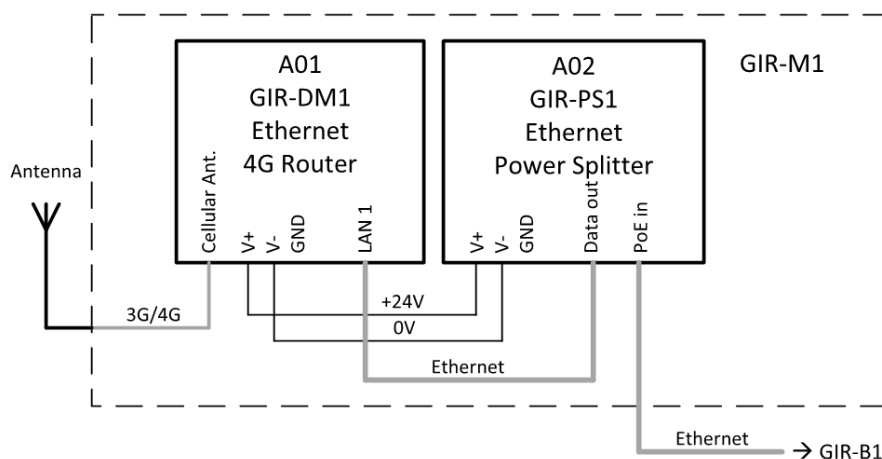 A01
GIR-DM1
Ethernet
4G Router
A02
GIR-PS1
Ethernet
Power Splitter
GIR-M1
Antenna
Cellular Ant.
V+
V-
GND
LAN 1
V+
V-
GND
Data out
PoE in
+24V
3G/4G
0V
Ethernet
Ethernet
→ GIR-B1